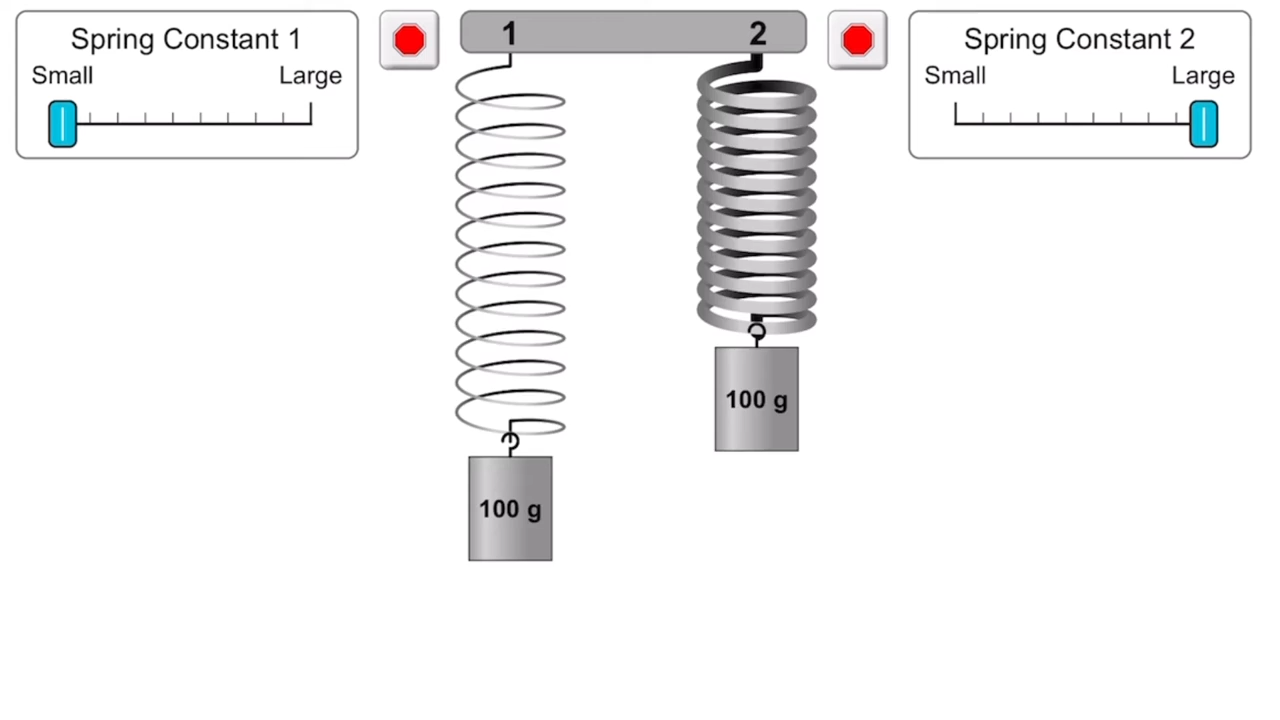 Spring Constant 1
Small Large
1 2
Spring Constant 2
Small Large
100 g
100 g